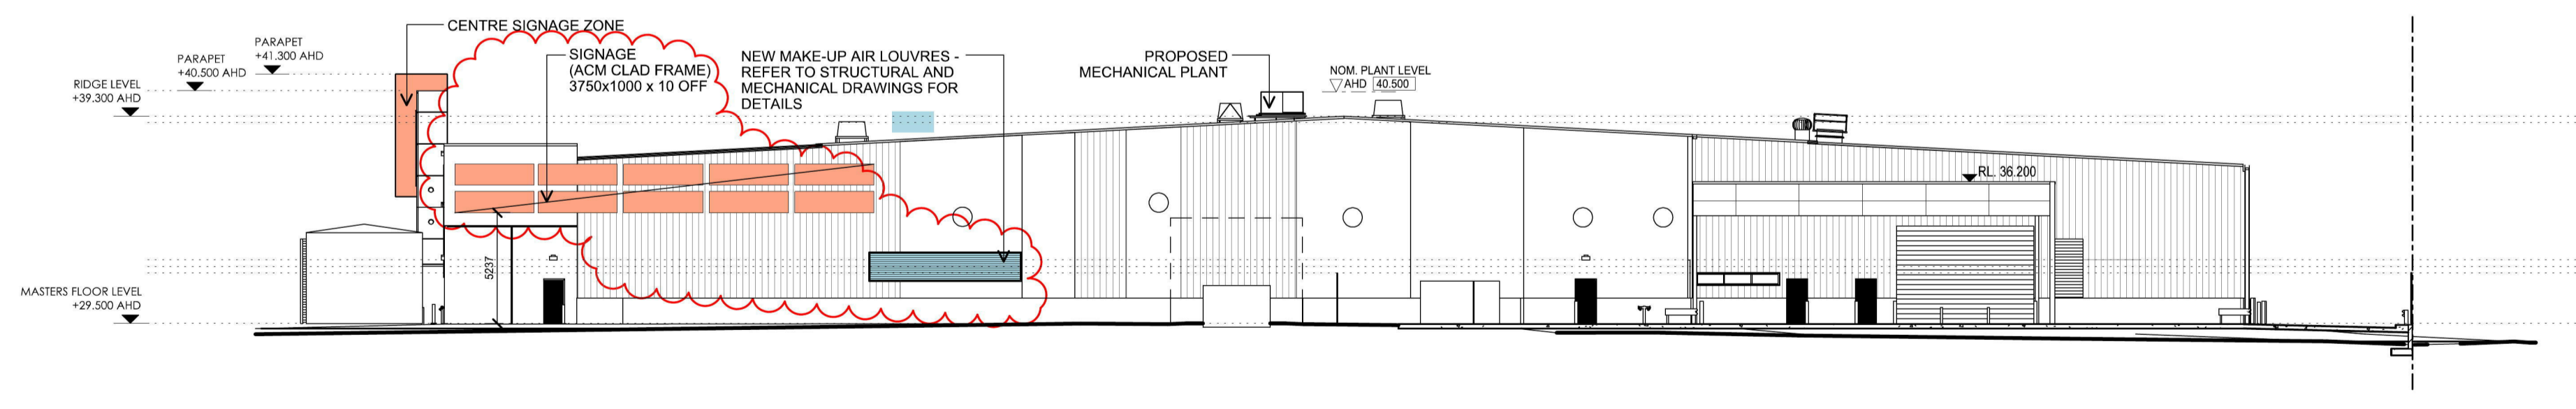 CENTRE SIGNAGE ZONE
PARAPET
+41.300 AHD
PARAPET
+40.500 AHD
RIDGE LEVEL
+39.300 AHD
SIGNAGE
(ACM CLAD FRAME)
3750x1000 x 10 OFF
NEW MAKE-UP AIR LOUVRES -
REFER TO STRUCTURAL AND
MECHANICAL DRAWINGS FOR
DETAILS
PROPOSED
MECHANICAL PLANT
NOM. PLANT LEVEL
AHD 40.500
RL. 36.200
5237
MASTERS FLOOR LEVEL
+29.500 AHD